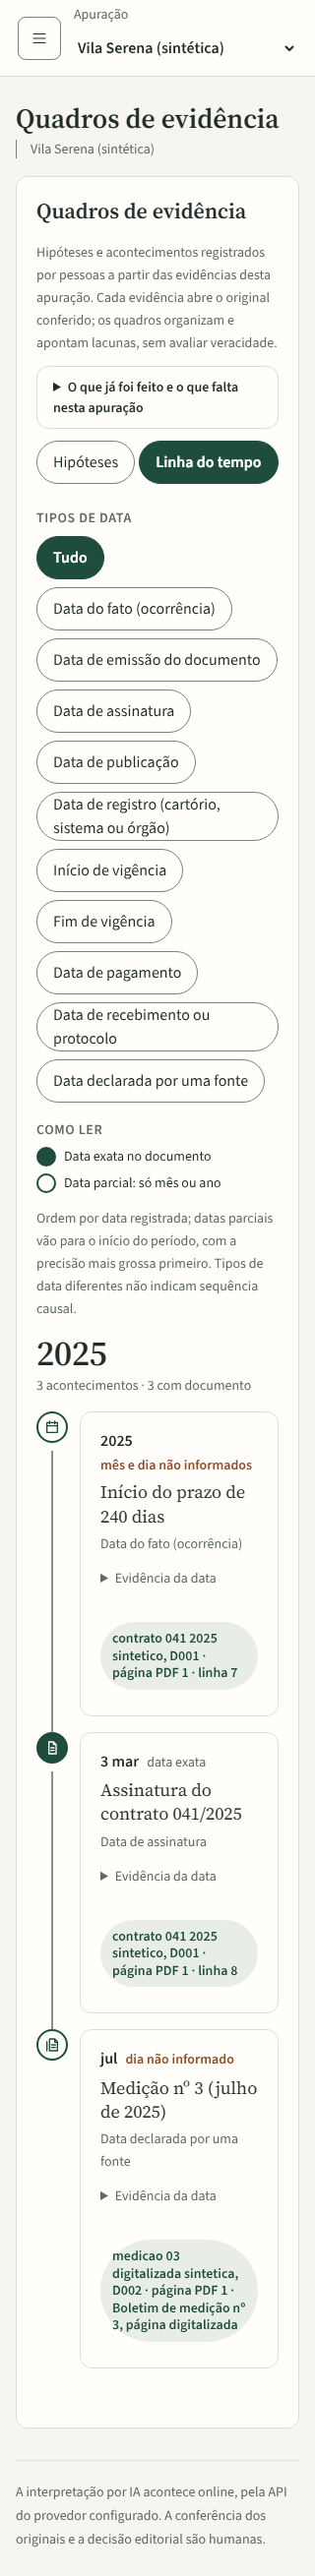 Apuração
Vila Serena (sintética)
Quadros de evidência
Vila Serena (sintética)
Quadros de evidência
Hipóteses e acontecimentos registrados
por pessoas a partir das evidências desta
apuração. Cada evidência abre o original
conferido; os quadros organizam e
apontam lacunas, sem avaliar veracidade.
O que já foi feito e o que falta
nesta apuração
Hipóteses
Linha do tempo
TIPOS DE DATA
Tudo
Data do fato (ocorrência)
Data de emissão do documento
Data de assinatura
Data de publicação
Data de registro (cartório,
sistema ou órgão)
Início de vigência
Fim de vigência
Data de pagamento
Data de recebimento ou
protocolo
Data declarada por uma fonte
COMO LER
Data exata no documento
Data parcial: só mês ou ano
Ordem por data registrada; datas parciais
vão para o início do período, com a
precisão mais grossa primeiro. Tipos de
data diferentes não indicam sequência
causal.
2025
3 acontecimentos · 3 com documento
2025
mês e dia não informados
Início do prazo de
240 dias
Data do fato (ocorrência)
Evidência da data
contrato 041 2025
sintetico, D001 ·
página PDF 1 · linha 7
3 mar data exata
Assinatura do
contrato 041/2025
Data de assinatura
Evidência da data
contrato 041 2025
sintetico, D001 ·
página PDF 1 · linha 8
jul dia não informado
Medição nº 3 (julho
de 2025)
Data declarada por uma
fonte
Evidência da data
medicao 03
digitalizada sintetica,
D002 · página PDF 1 ·
Boletim de medição nº
3, página digitalizada
A interpretação por IA acontece online, pela API
do provedor configurado. A conferência dos
originais e a decisão editorial são humanas.